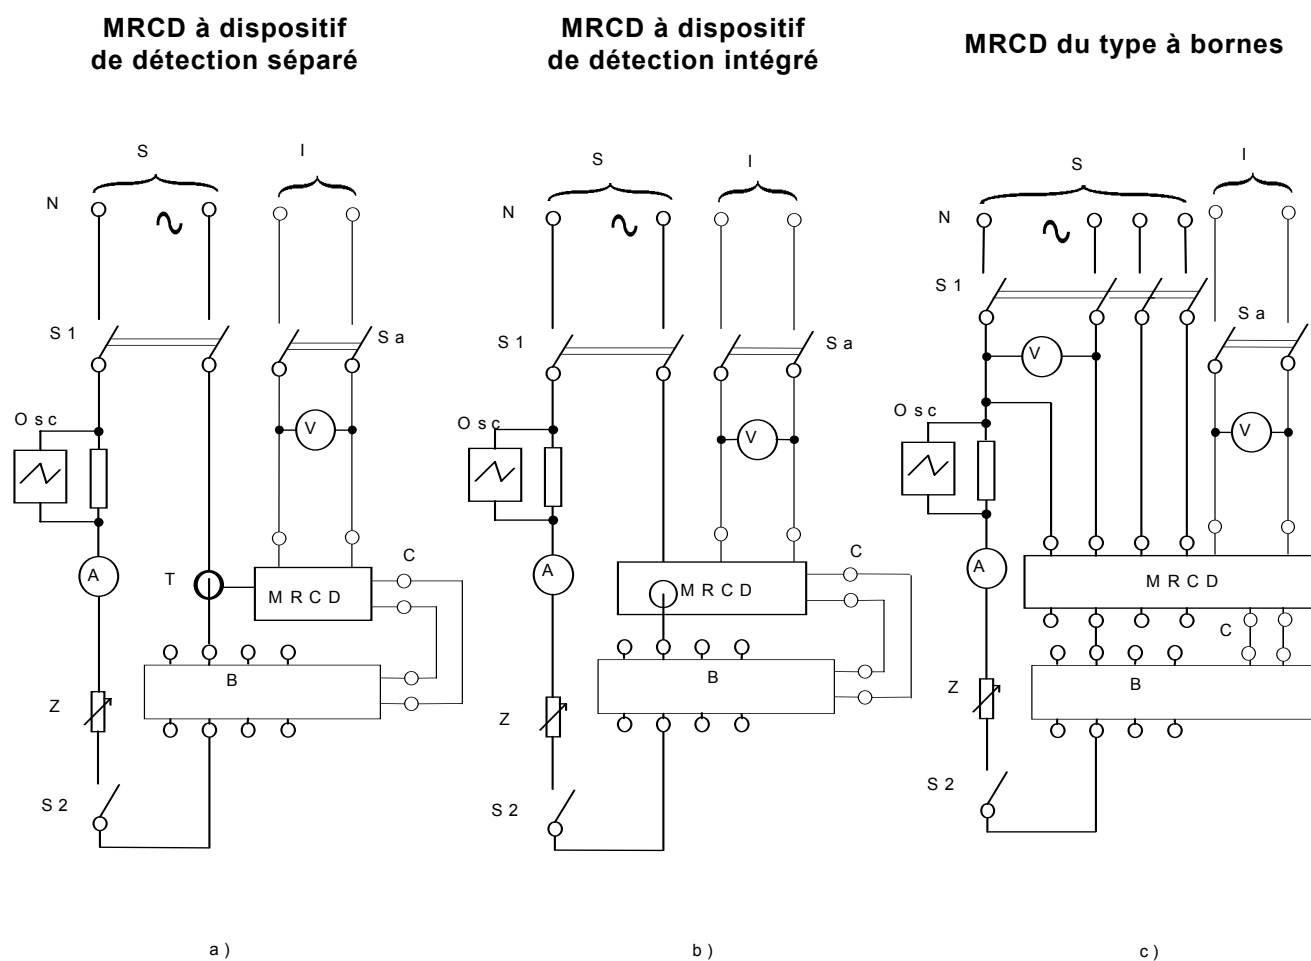 MRCD à dispositif
de détection séparé
MRCD à dispositif
de détection intégré
MRCD du type à bornes
S
I
N
S 1
S a
O s c
V
A
T
C
M R C D
B
Z
S 2
a )
S
I
N
S 1
S a
O s c
V
A
C
M R C D
B
Z
S 2
b )
S
I
N
S 1
S a
V
O s c
V
A
M R C D
C
B
Z
S 2
c )